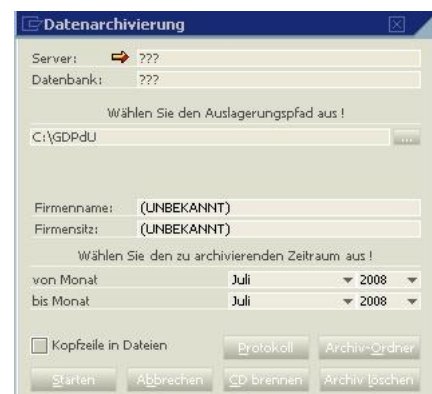 Datenarchivierung
Server: ???
Datenbank: ???
Wählen Sie den Auslagerungspfad aus !
C:\GDPdU ...
Firmenname: (UNBEKANNT)
Firmensitz: (UNBEKANNT)
Wählen Sie den zu archivierenden Zeitraum aus !
von Monat Juli 2008
bis Monat Juli 2008
Kopfzeile in Dateien Protokoll Archiv-Ordner
Starten Abbrechen CD brennen Archiv löschen